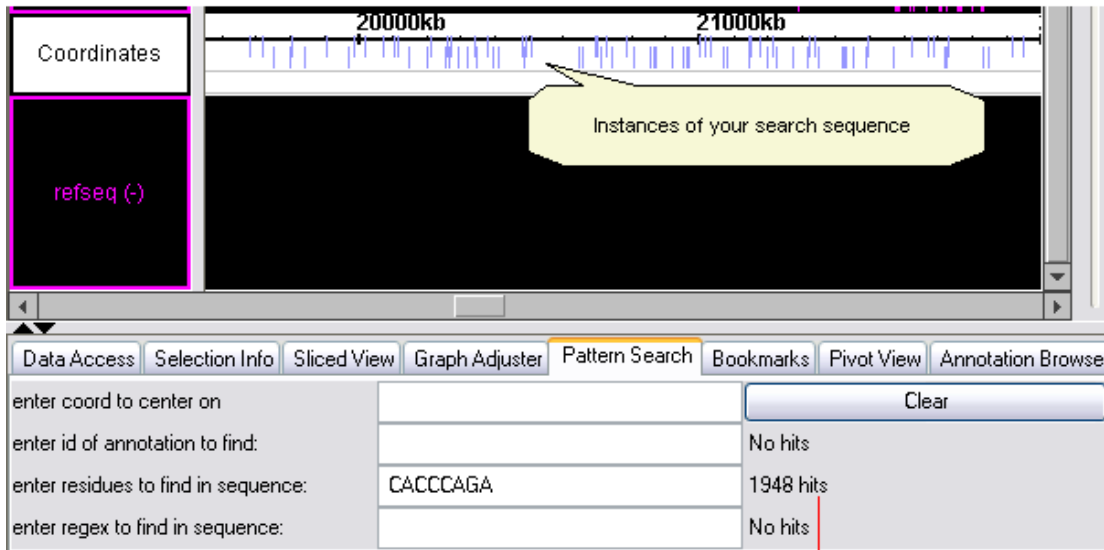 20000kb 21000kb
Coordinates
Instances of your search sequence
refseq (-)
Data Access Selection Info Sliced View Graph Adjuster Pattern Search Bookmarks Pivot View Annotation Browse
enter coord to center on Clear
enter id of annotation to find: No hits
enter residues to find in sequence: CACCCAGA 1948 hits
enter regex to find in sequence: No hits